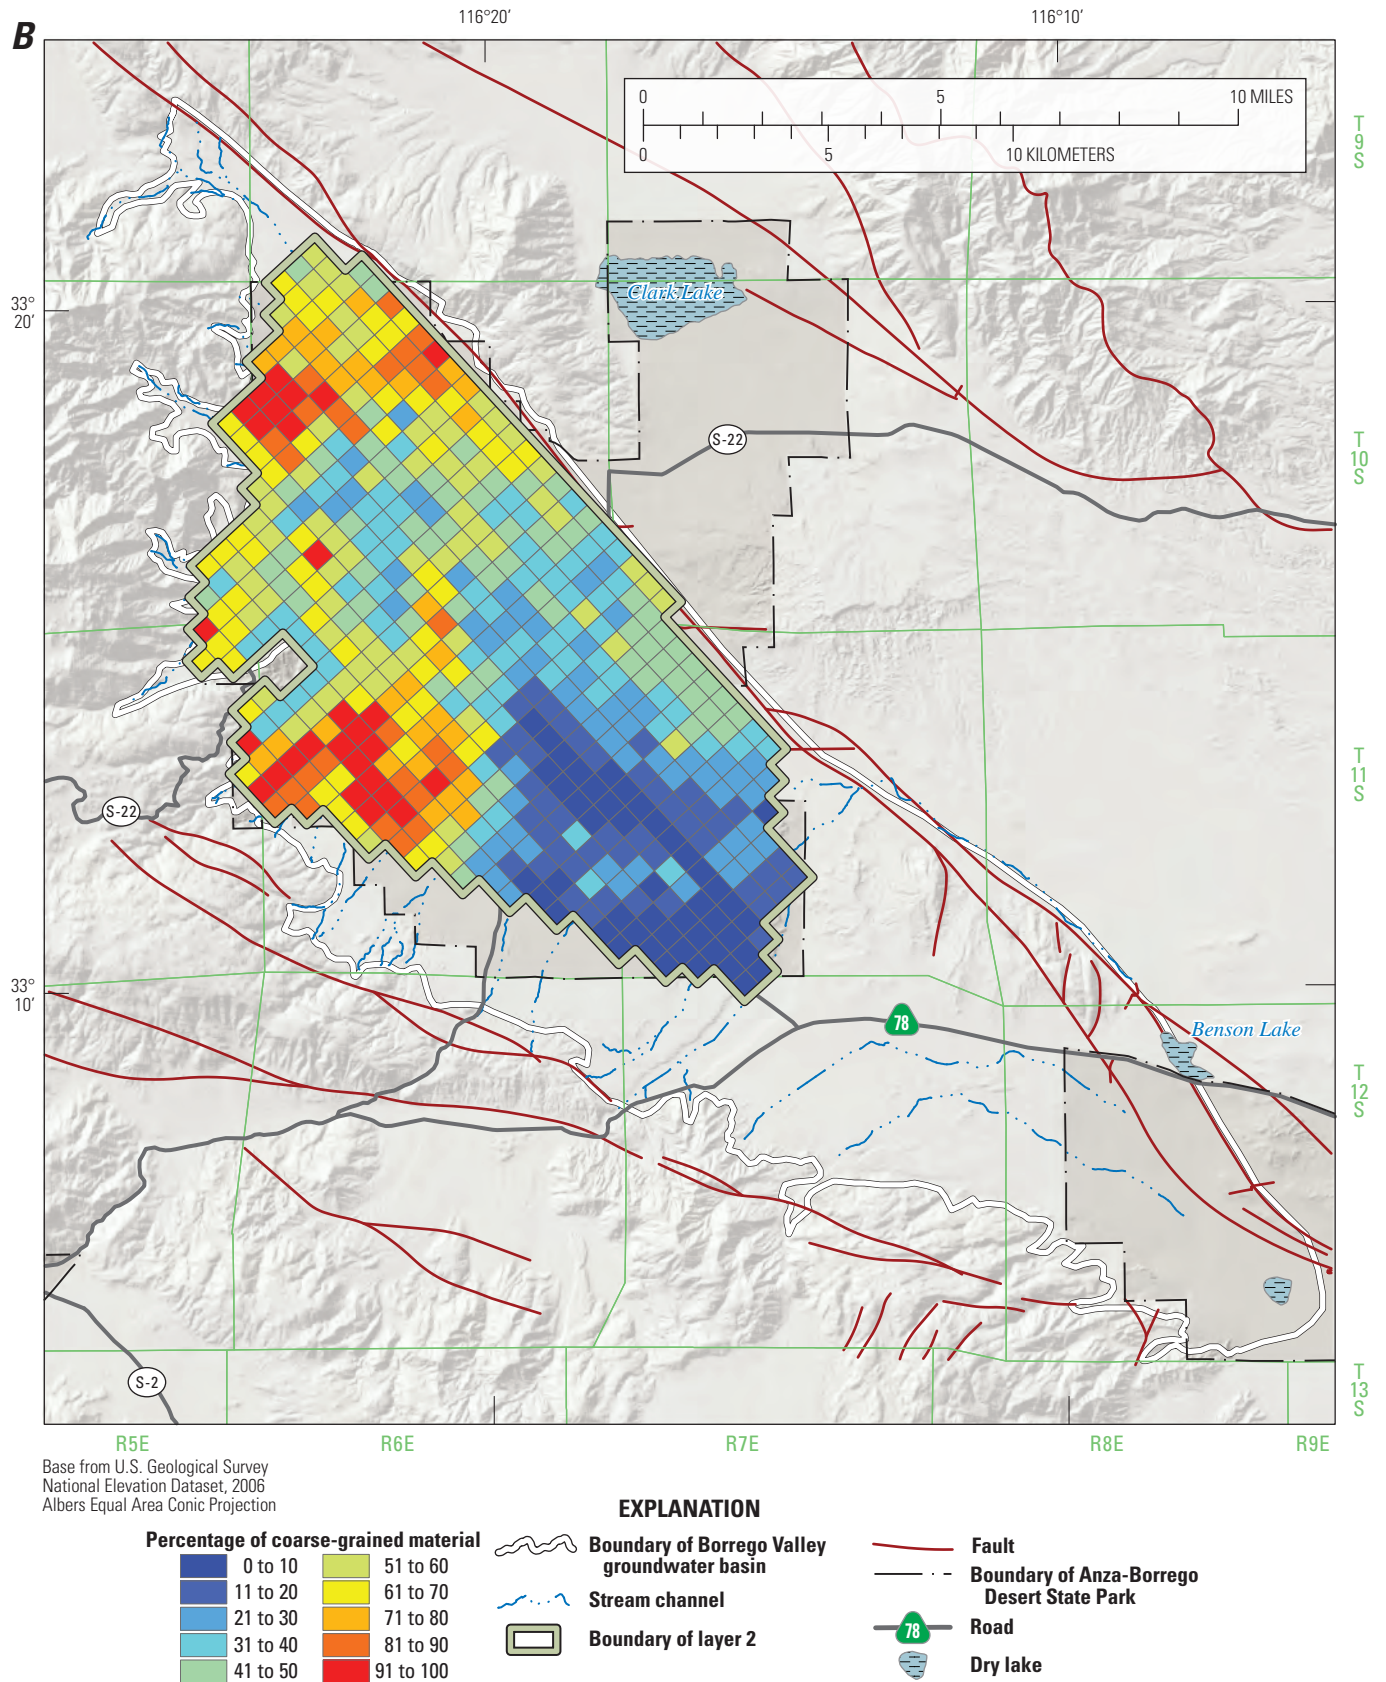 B
116°20′
116°10′
0 5 10 MILES
0 5 10 KILOMETERS
T
9
S
33°
20′
Clark Lake
S-22
T
10
S
T
11
S
S-22
33°
10′
78
Benson Lake
T
12
S
S-2
T
13
S
R5E R6E R7E R8E R9E
Base from U.S. Geological Survey
National Elevation Dataset, 2006
Albers Equal Area Conic Projection
EXPLANATION
Percentage of coarse-grained material
0 to 10
11 to 20
21 to 30
31 to 40
41 to 50
51 to 60
61 to 70
71 to 80
81 to 90
91 to 100
Boundary of Borrego Valley
groundwater basin
Stream channel
Boundary of layer 2
Fault
Boundary of Anza-Borrego
Desert State Park
78
Road
Dry lake